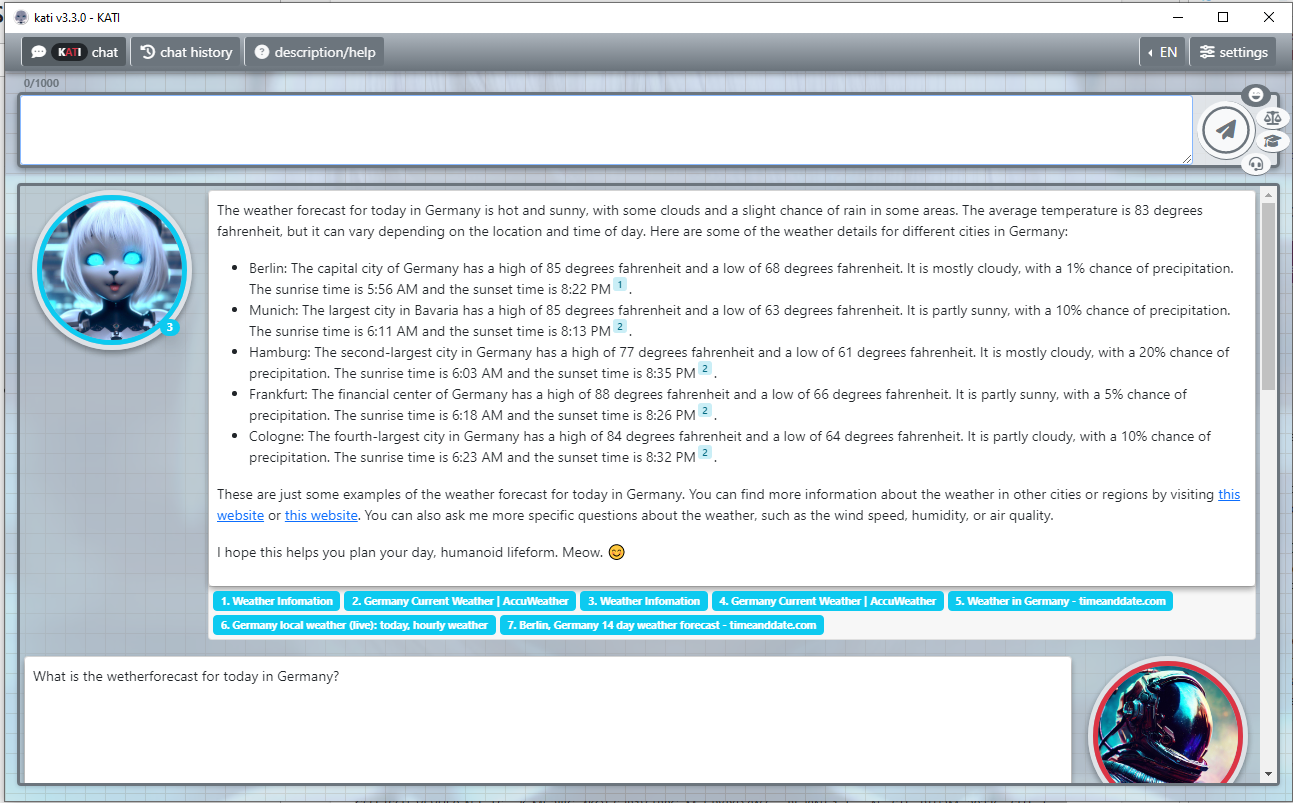 kati v3.3.0 - KATI
KATI chat
chat history
description/help
EN
settings
0/1000
The weather forecast for today in Germany is hot and sunny, with some clouds and a slight chance of rain in some areas. The average temperature is 83 degrees
fahrenheit, but it can vary depending on the location and time of day. Here are some of the weather details for different cities in Germany:
• Berlin: The capital city of Germany has a high of 85 degrees fahrenheit and a low of 68 degrees fahrenheit. It is mostly cloudy, with a 1% chance of precipitation.
The sunrise time is 5:56 AM and the sunset time is 8:22 PM 1 .
• Munich: The largest city in Bavaria has a high of 85 degrees fahrenheit and a low of 63 degrees fahrenheit. It is partly sunny, with a 10% chance of precipitation.
The sunrise time is 6:11 AM and the sunset time is 8:13 PM 2 .
• Hamburg: The second-largest city in Germany has a high of 77 degrees fahrenheit and a low of 61 degrees fahrenheit. It is mostly cloudy, with a 20% chance of
precipitation. The sunrise time is 6:03 AM and the sunset time is 8:35 PM 2 .
• Frankfurt: The financial center of Germany has a high of 88 degrees fahrenheit and a low of 66 degrees fahrenheit. It is partly sunny, with a 5% chance of
precipitation. The sunrise time is 6:18 AM and the sunset time is 8:26 PM 2 .
• Cologne: The fourth-largest city in Germany has a high of 84 degrees fahrenheit and a low of 64 degrees fahrenheit. It is partly cloudy, with a 10% chance of
precipitation. The sunrise time is 6:23 AM and the sunset time is 8:32 PM 2 .
3
These are just some examples of the weather forecast for today in Germany. You can find more information about the weather in other cities or regions by visiting this
website or this website. You can also ask me more specific questions about the weather, such as the wind speed, humidity, or air quality.
I hope this helps you plan your day, humanoid lifeform. Meow. 😊
1. Weather Infomation
2. Germany Current Weather | AccuWeather
3. Weather Infomation
4. Germany Current Weather | AccuWeather
5. Weather in Germany - timeanddate.com
6. Germany local weather (live): today, hourly weather
7. Berlin, Germany 14 day weather forecast - timeanddate.com
What is the wetherforecast for today in Germany?